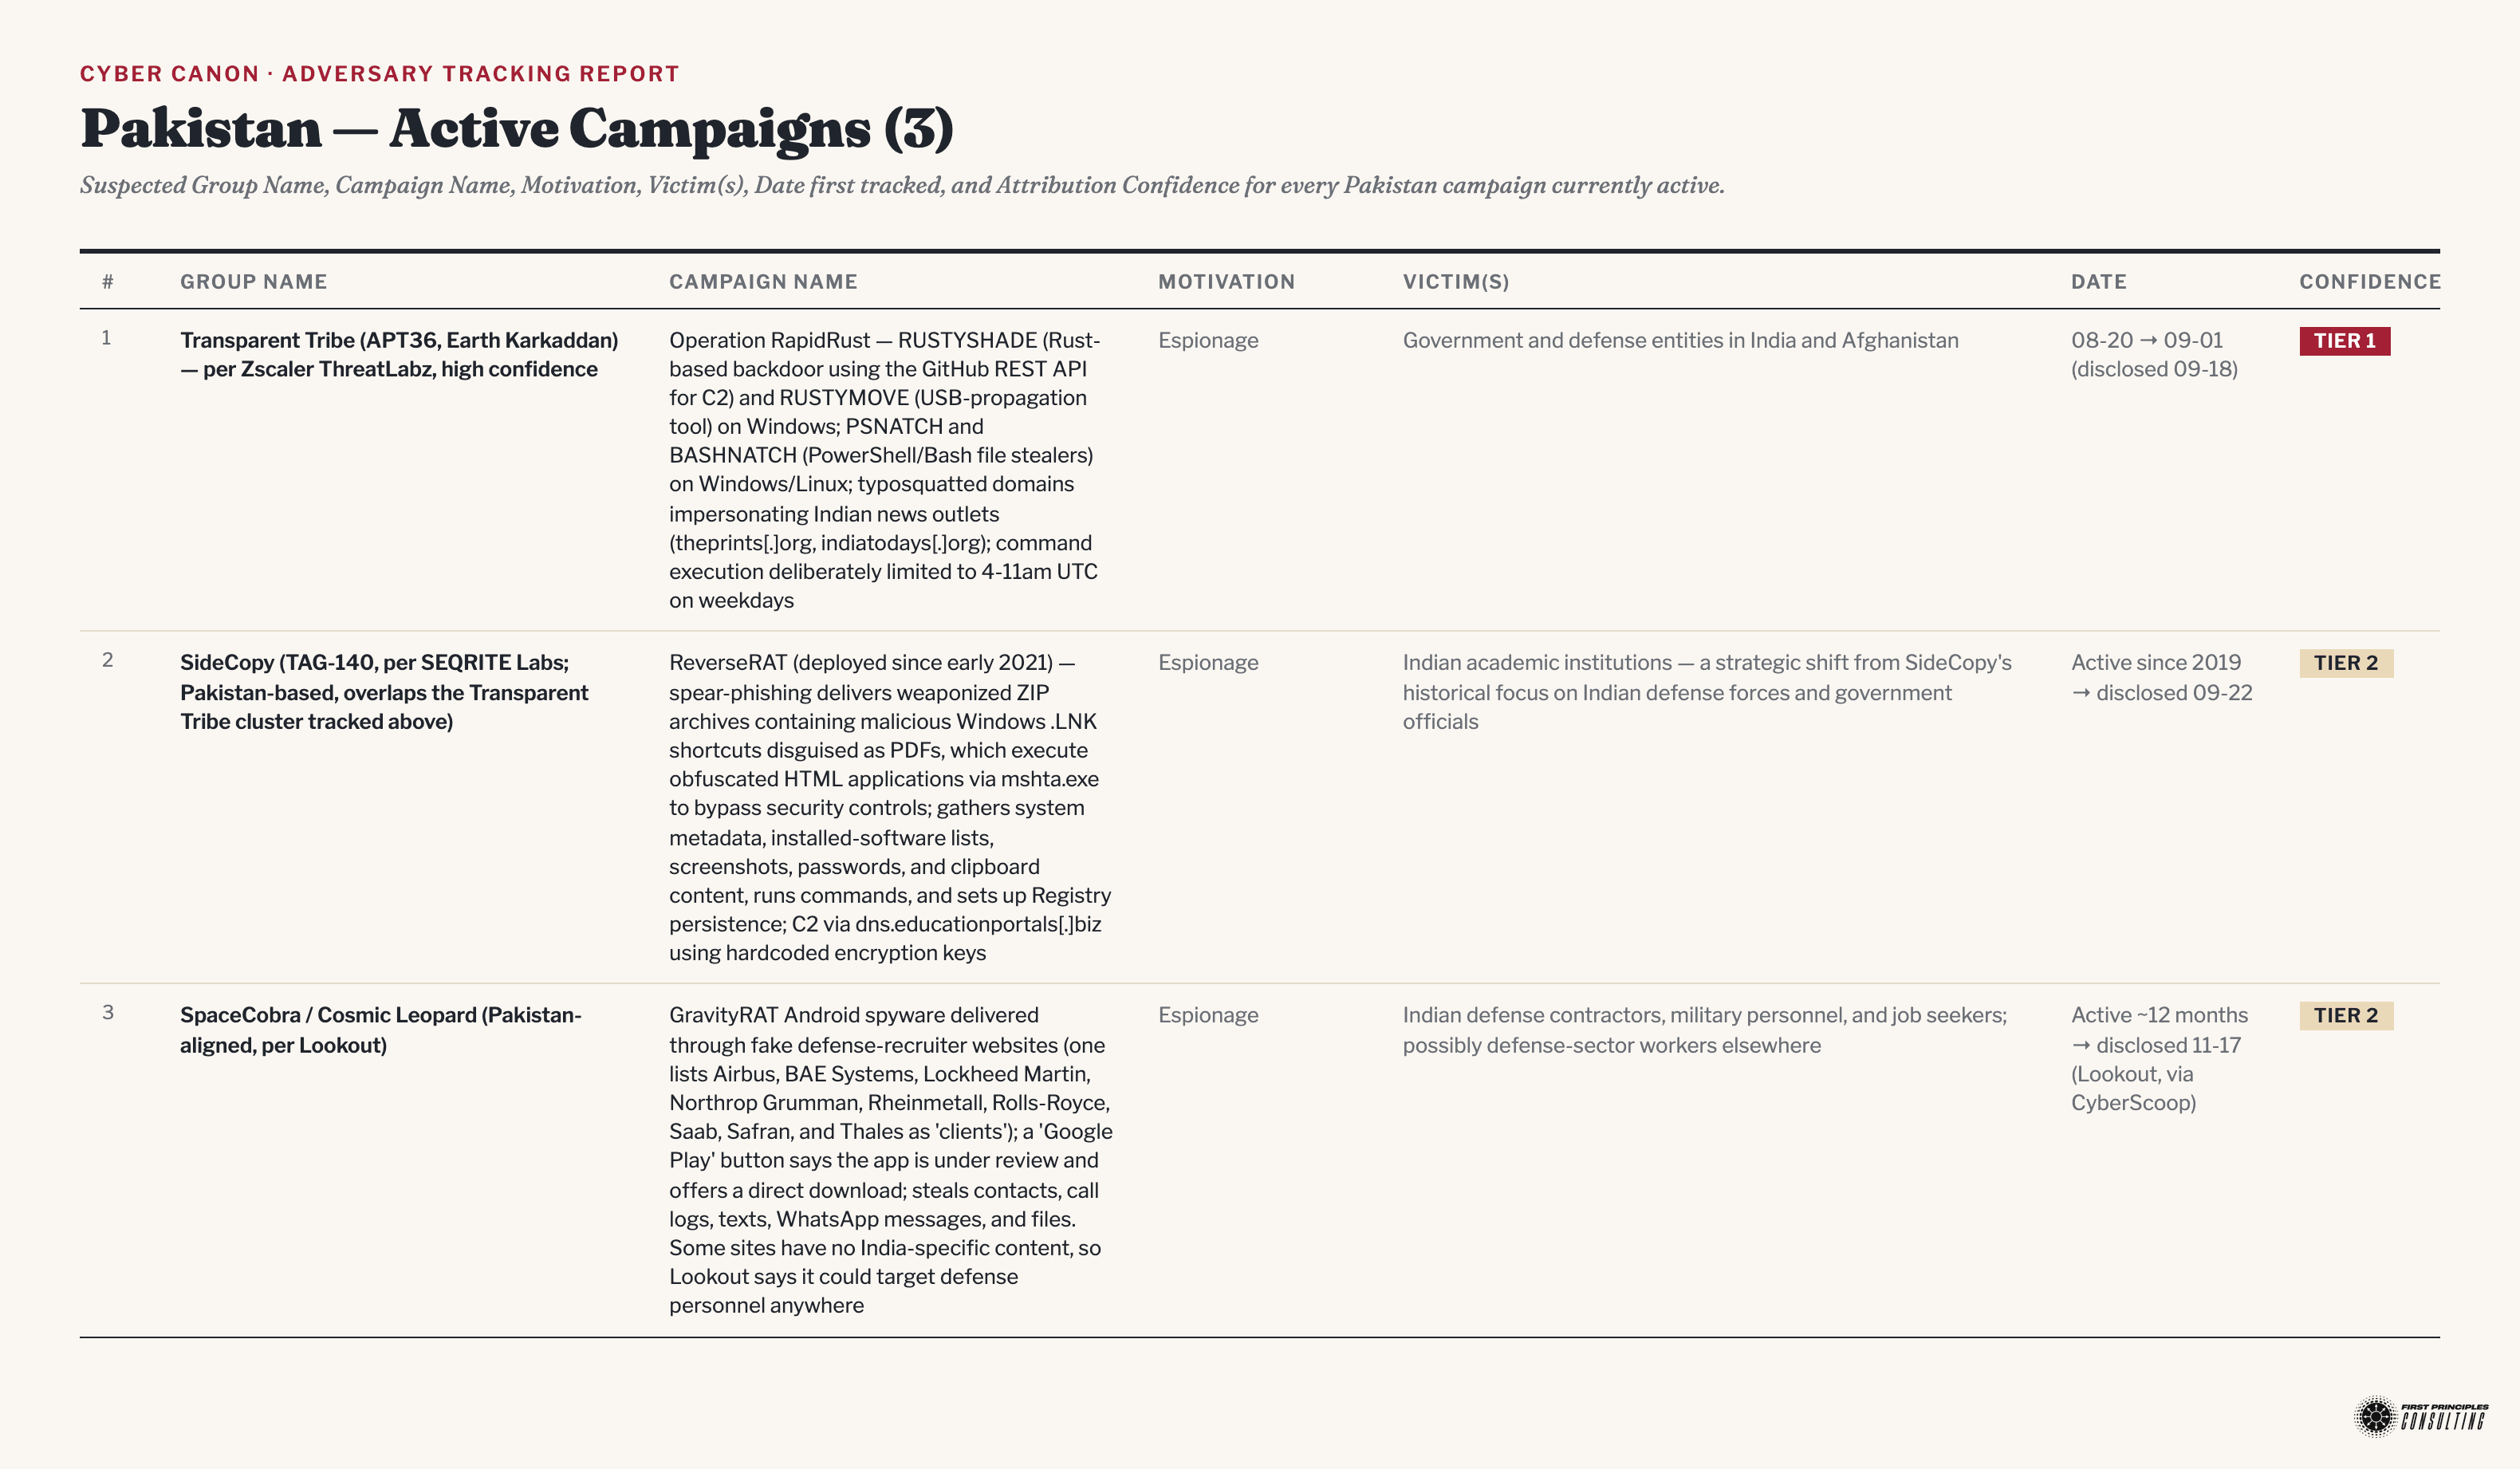 CYBER CANON · ADVERSARY TRACKING REPORT
Pakistan — Active Campaigns (3)
Suspected Group Name, Campaign Name, Motivation, Victim(s), Date first tracked, and Attribution Confidence for every Pakistan campaign currently active.
# GROUP NAME CAMPAIGN NAME MOTIVATION VICTIM(S) DATE CONFIDENCE
1
Transparent Tribe (APT36, Earth Karkaddan)
— per Zscaler ThreatLabz, high confidence
Operation RapidRust — RUSTYSHADE (Rust-
based backdoor using the GitHub REST API
for C2) and RUSTYMOVE (USB-propagation
tool) on Windows; PSNATCH and
BASHNATCH (PowerShell/Bash file stealers)
on Windows/Linux; typosquatted domains
impersonating Indian news outlets
(theprints[.]org, indiatodays[.]org); command
execution deliberately limited to 4-11am UTC
on weekdays
Espionage
Government and defense entities in India and Afghanistan
08-20 → 09-01
(disclosed 09-18)
TIER 1
2
SideCopy (TAG-140, per SEQRITE Labs;
Pakistan-based, overlaps the Transparent
Tribe cluster tracked above)
ReverseRAT (deployed since early 2021) —
spear-phishing delivers weaponized ZIP
archives containing malicious Windows .LNK
shortcuts disguised as PDFs, which execute
obfuscated HTML applications via mshta.exe
to bypass security controls; gathers system
metadata, installed-software lists,
screenshots, passwords, and clipboard
content, runs commands, and sets up Registry
persistence; C2 via dns.educationportals[.]biz
using hardcoded encryption keys
Espionage
Indian academic institutions — a strategic shift from SideCopy's
historical focus on Indian defense forces and government
officials
Active since 2019
→ disclosed 09-22
TIER 2
3
SpaceCobra / Cosmic Leopard (Pakistan-
aligned, per Lookout)
GravityRAT Android spyware delivered
through fake defense-recruiter websites (one
lists Airbus, BAE Systems, Lockheed Martin,
Northrop Grumman, Rheinmetall, Rolls-Royce,
Saab, Safran, and Thales as 'clients'); a 'Google
Play' button says the app is under review and
offers a direct download; steals contacts, call
logs, texts, WhatsApp messages, and files.
Some sites have no India-specific content, so
Lookout says it could target defense
personnel anywhere
Espionage
Indian defense contractors, military personnel, and job seekers;
possibly defense-sector workers elsewhere
Active ~12 months
→ disclosed 11-17
(Lookout, via
CyberScoop)
TIER 2
FIRST PRINCIPLES
CONSULTING